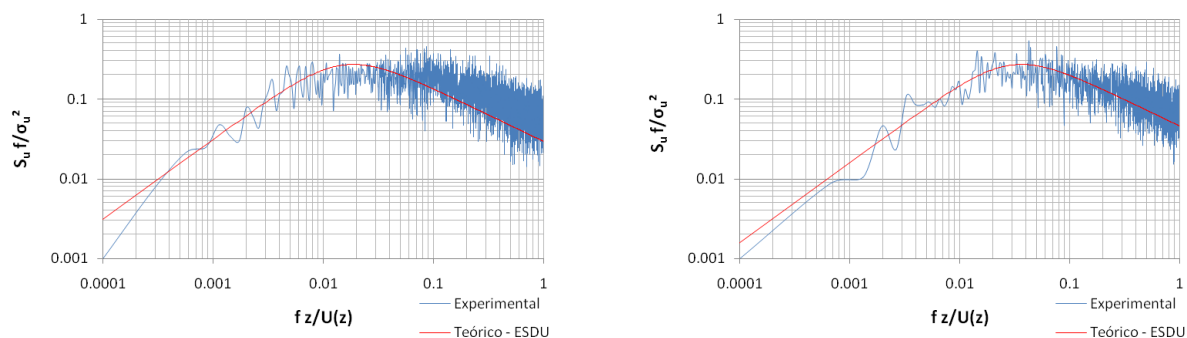 1
0.1
0.01
0.001
0.0001 0.001 0.01 0.1 1
S_u f/σ_u²
f z/U(z)
Experimental
Teórico - ESDU
1
0.1
0.01
0.001
0.0001 0.001 0.01 0.1 1
S_u f/σ_u²
f z/U(z)
Experimental
Teórico - ESDU